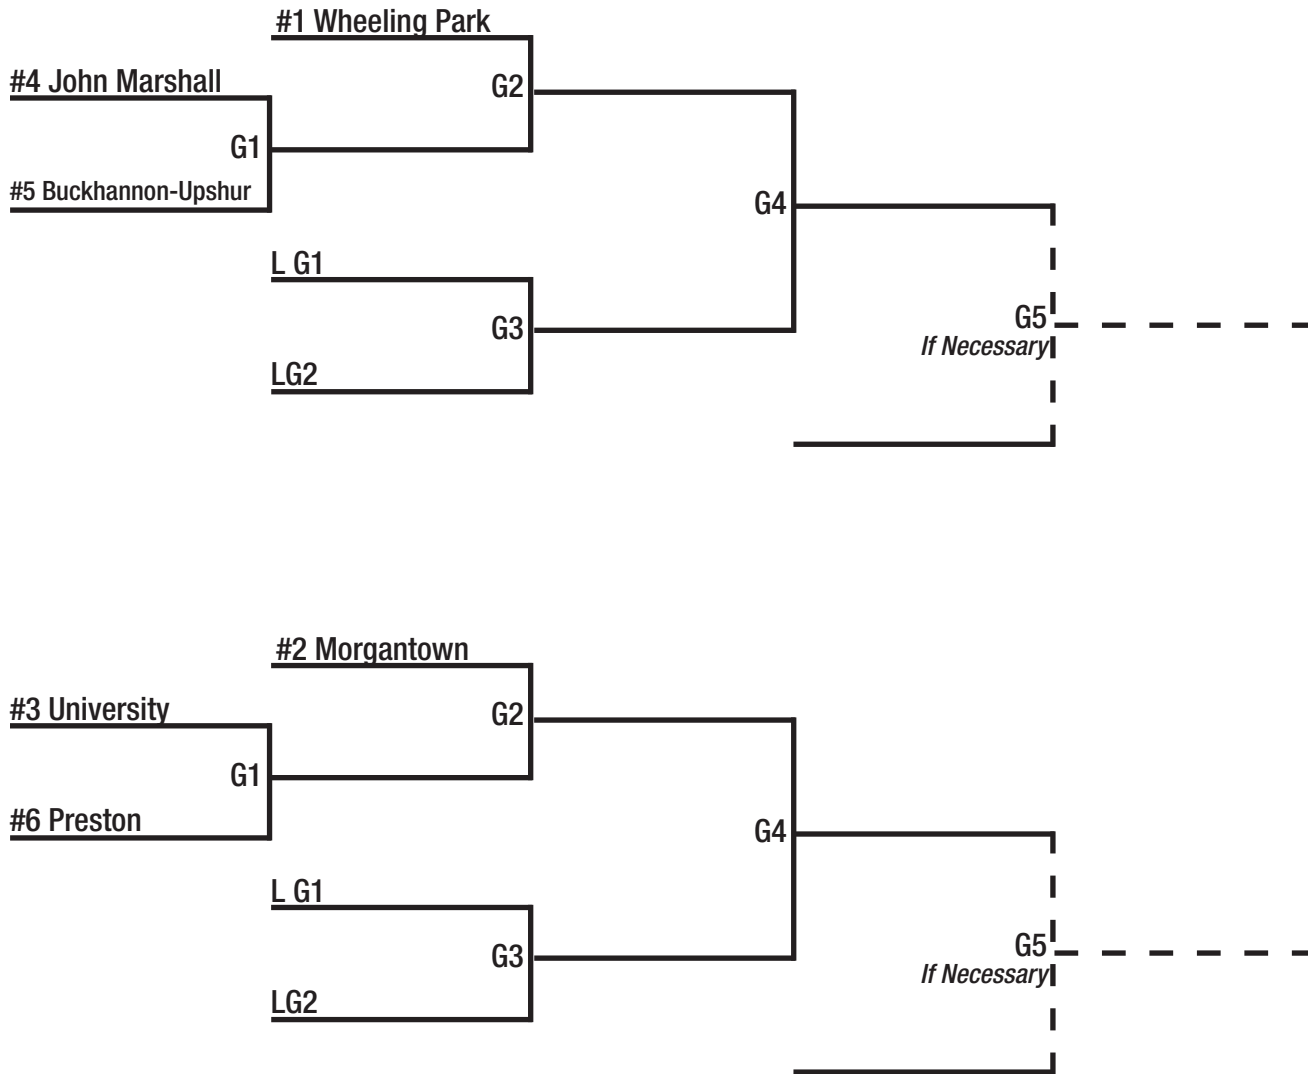 #1 Wheeling Park
#4 John Marshall
G2
G1
#5 Buckhannon-Upshur
G4
L G1
G3
G5
If Necessary
LG2
#2 Morgantown
#3 University
G2
G1
#6 Preston
G4
L G1
G3
G5
If Necessary
LG2